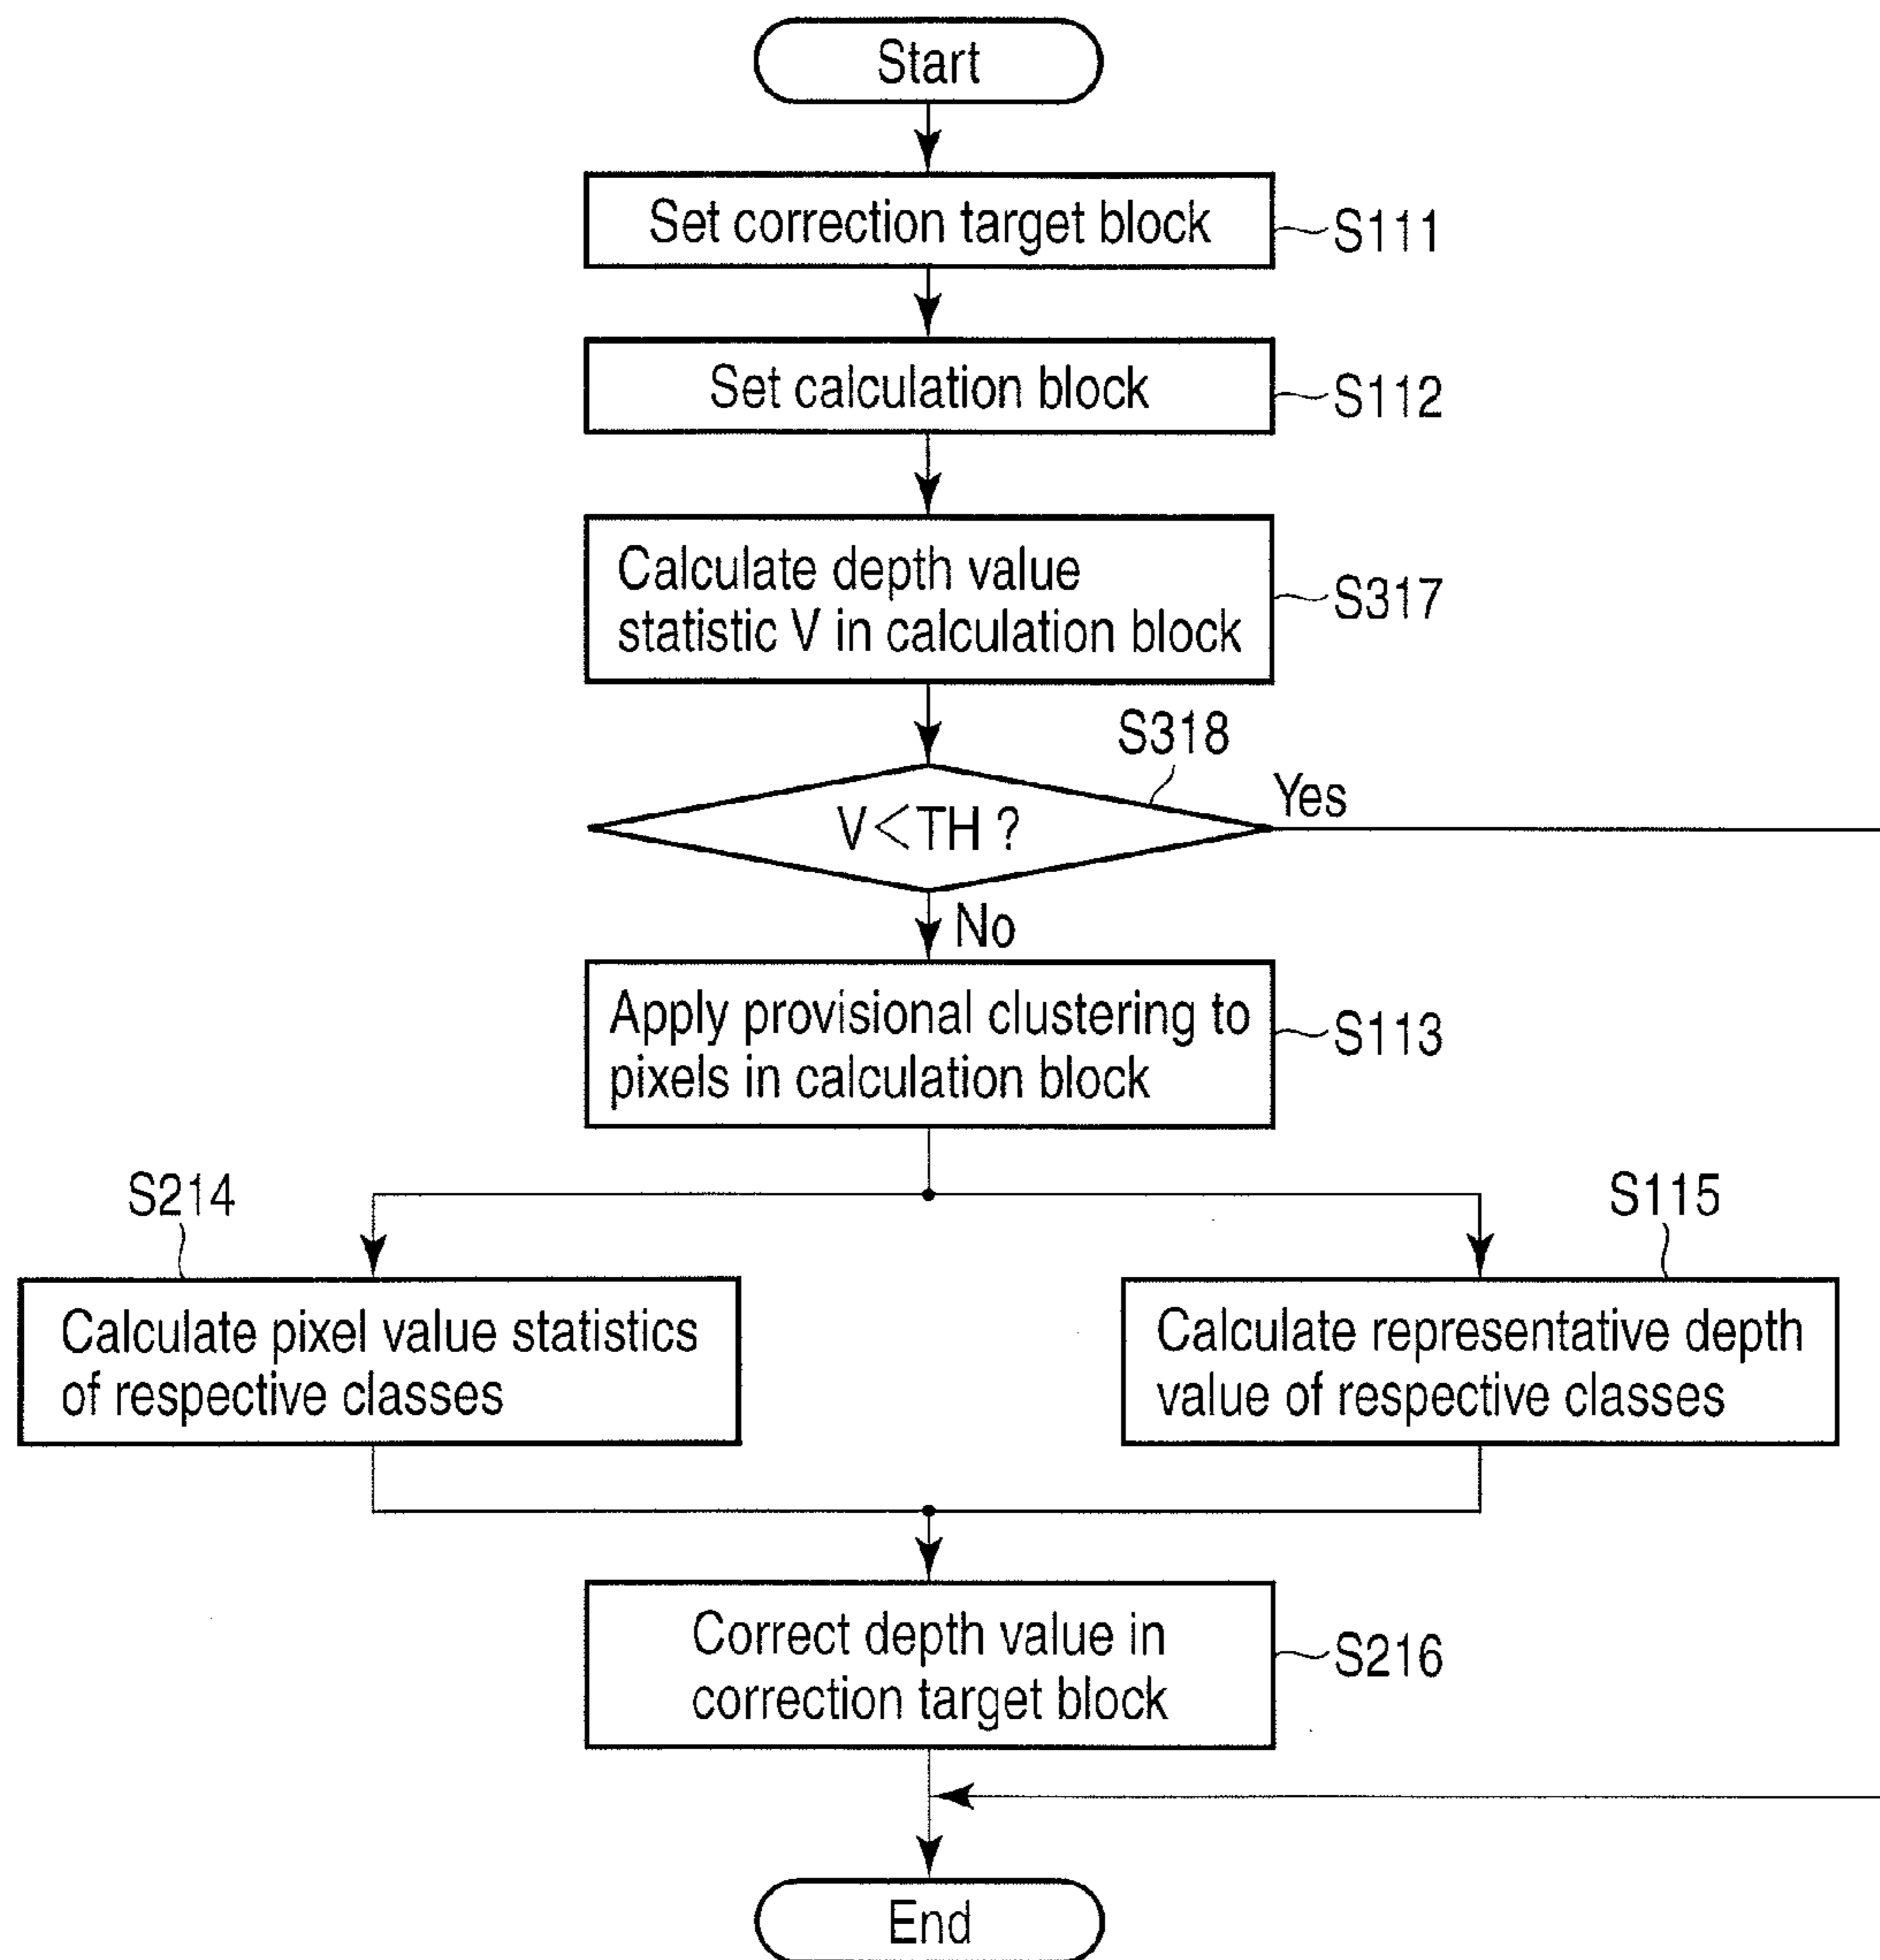 Start
Set correction target block
S111
Set calculation block
S112
Calculate depth value
statistic V in calculation block
S317
S318
V<TH ?
Yes
No
Apply provisional clustering to
pixels in calculation block
S113
S214
S115
Calculate pixel value statistics
of respective classes
Calculate representative depth
value of respective classes
Correct depth value in
correction target block
S216
End